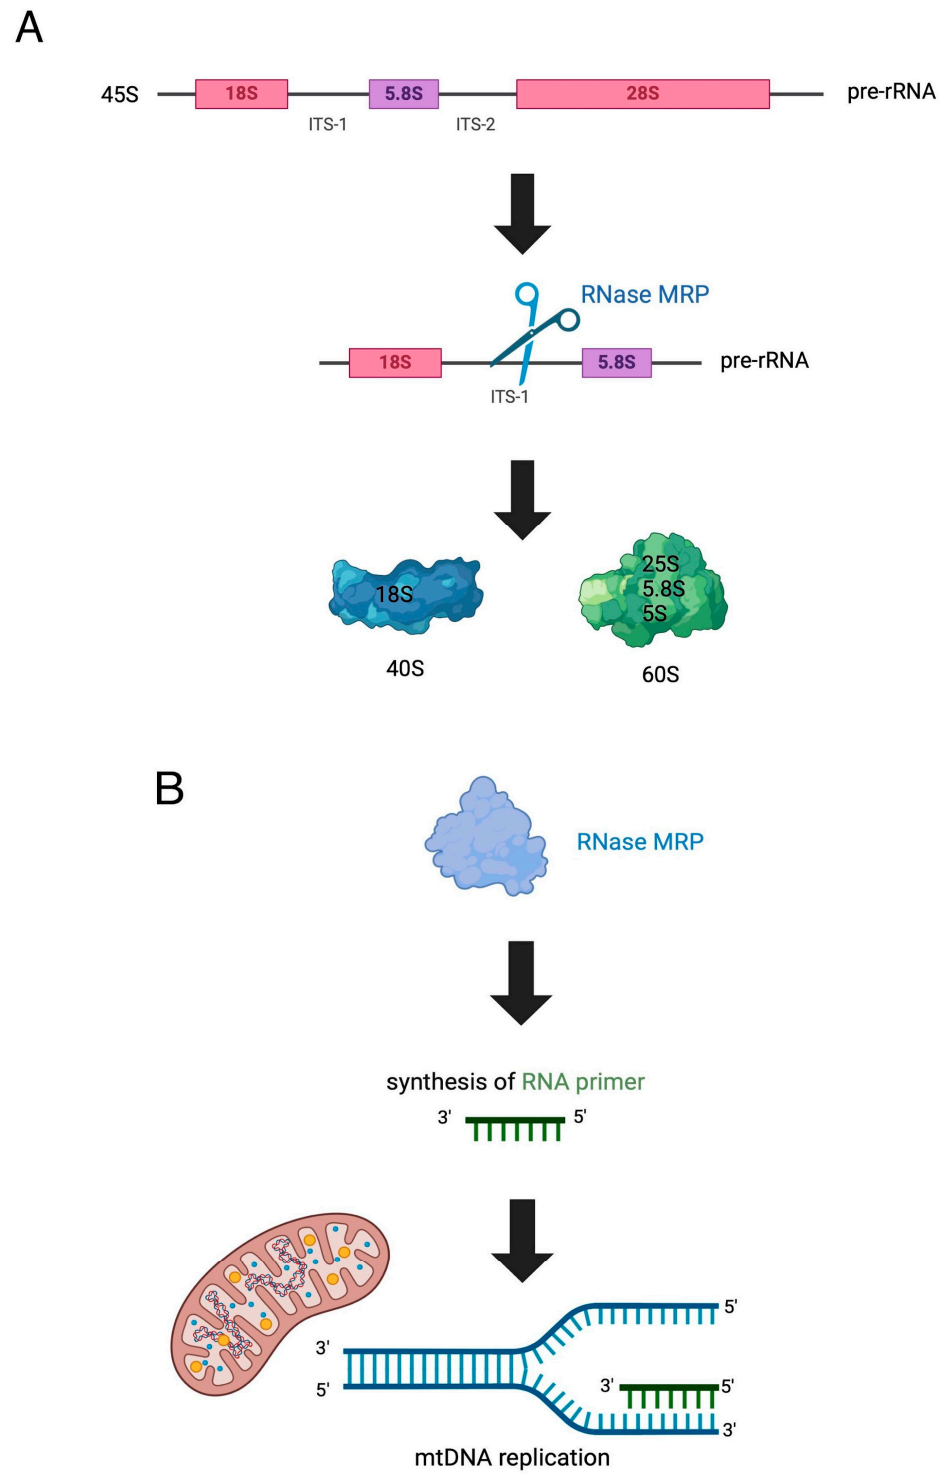 A
45S 18S 5.8S 28S pre-rRNA
ITS-1 ITS-2
RNase MRP
18S 5.8S pre-rRNA
ITS-1
18S
25S
5.8S
5S
40S 60S
B
RNase MRP
synthesis of RNA primer
3' 5'
5'
3'
3' 5'
5'
3'
mtDNA replication